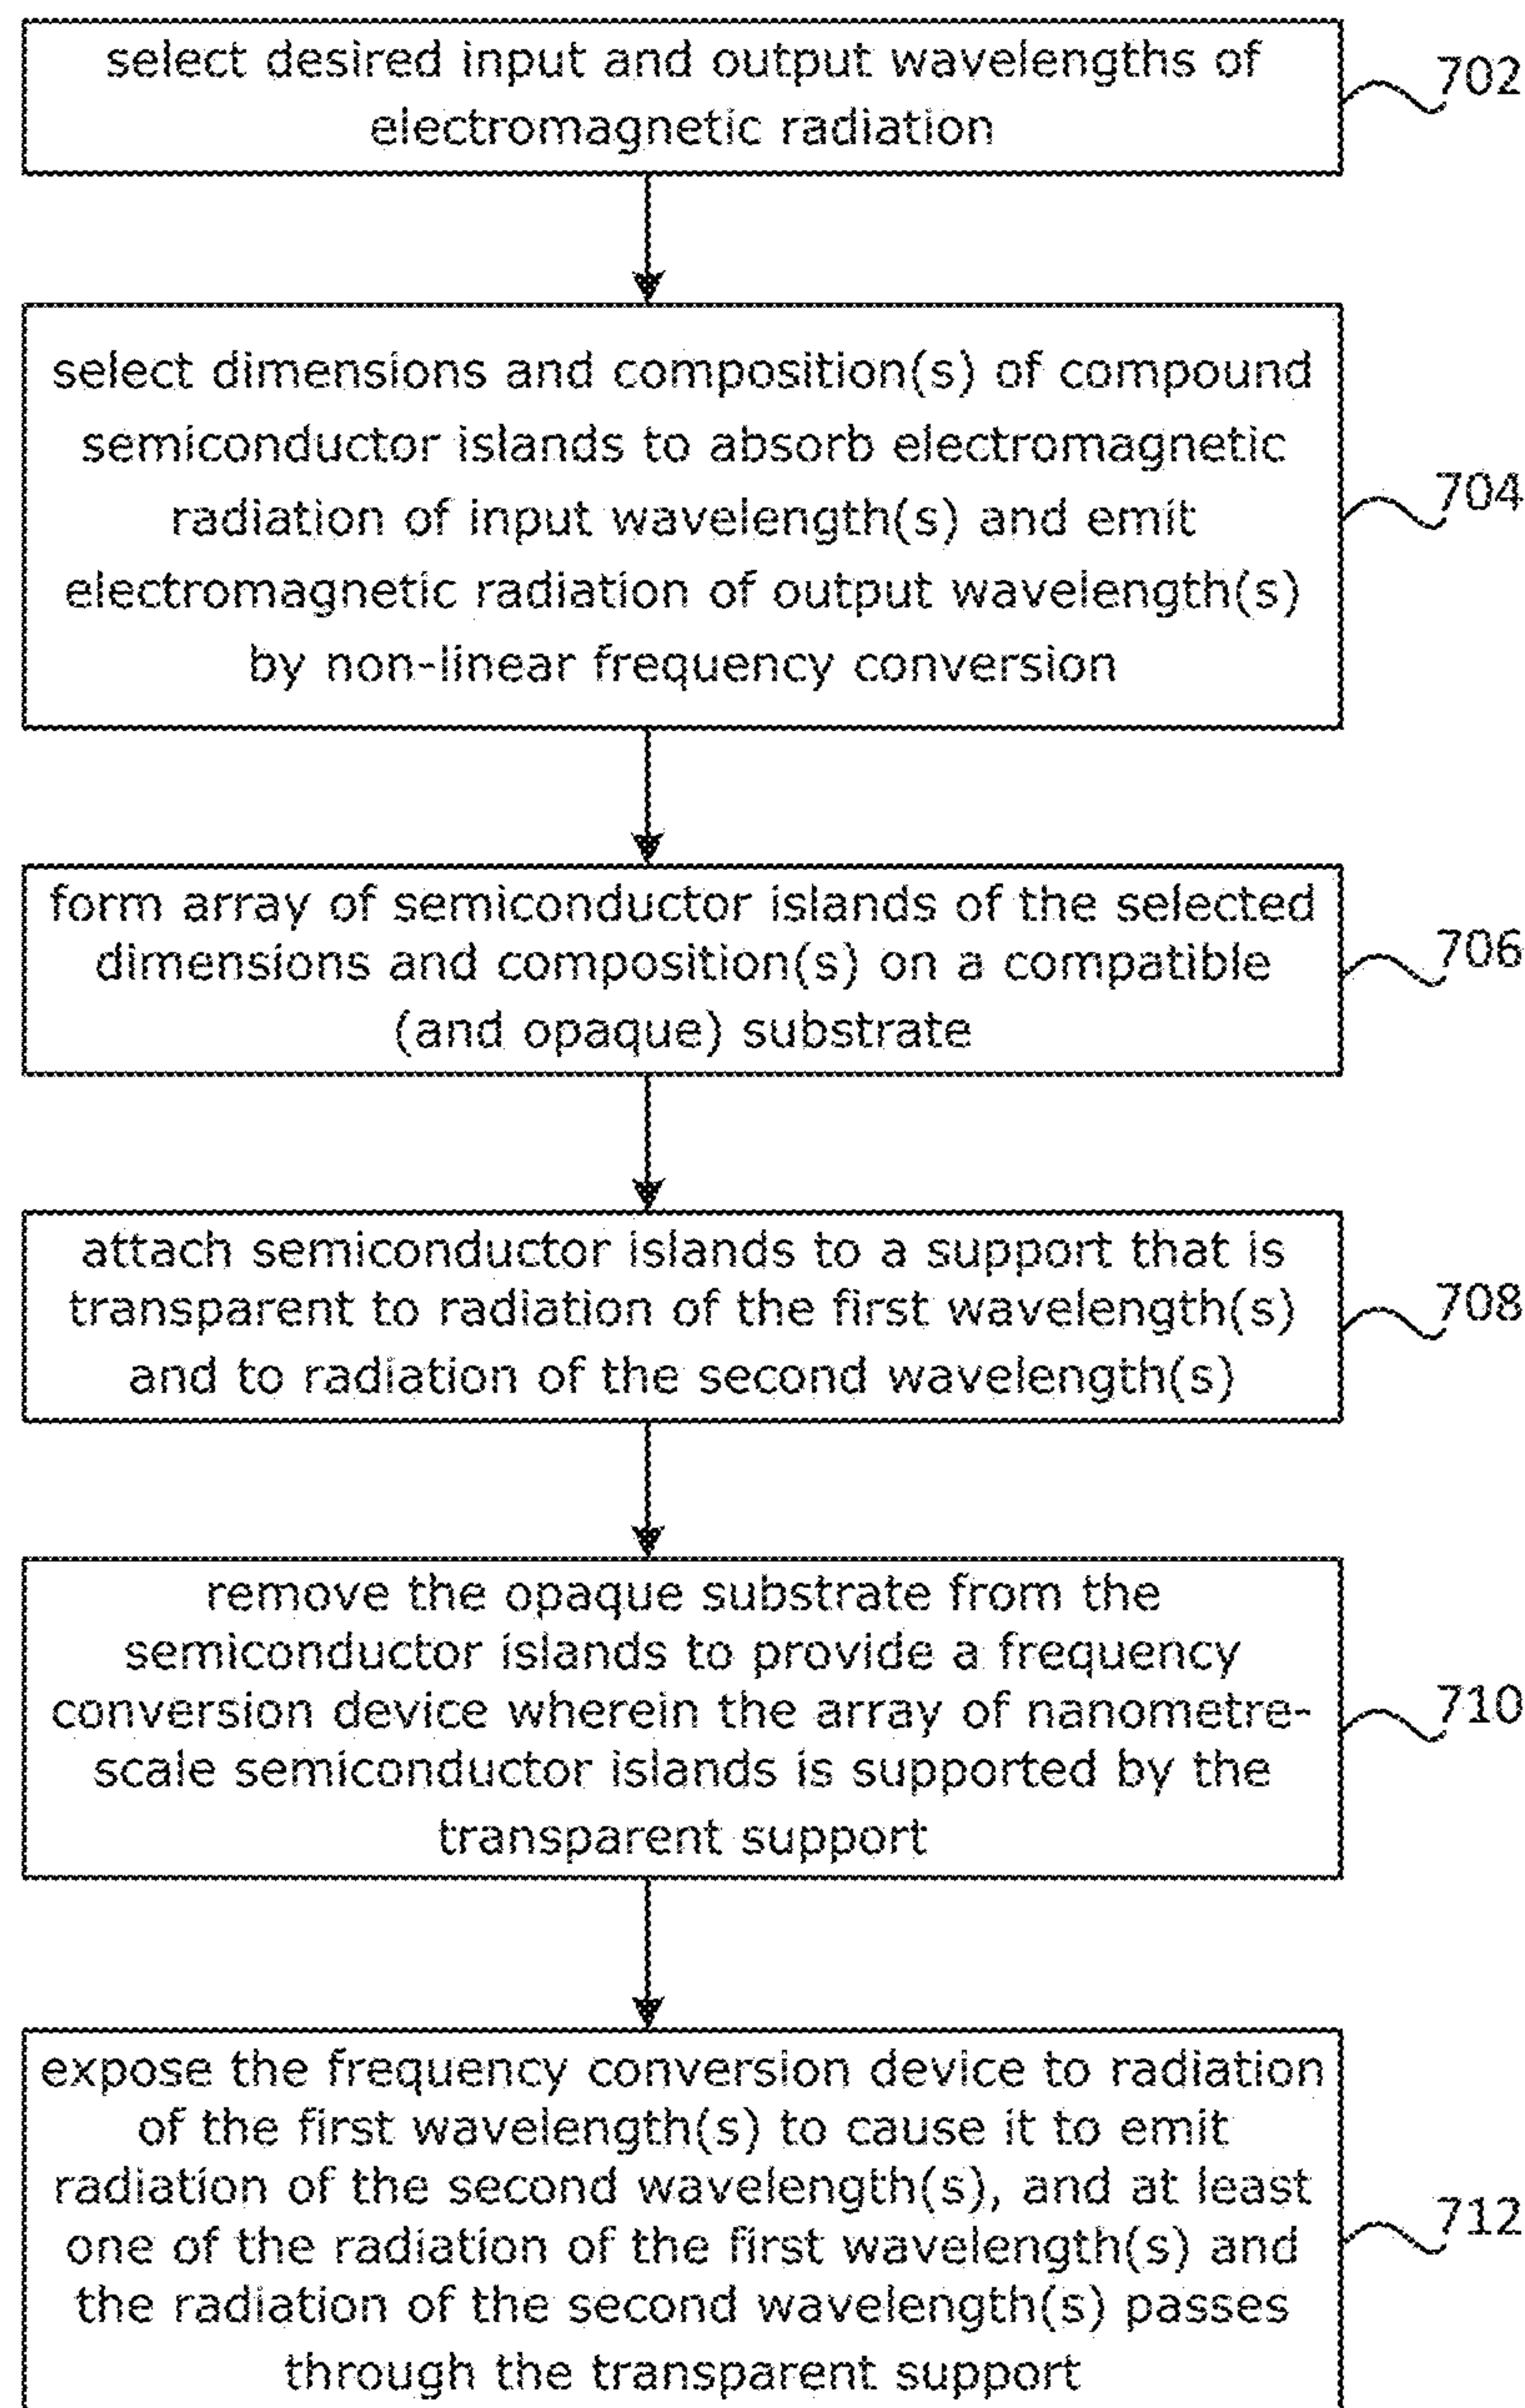 select desired input and output wavelengths of
electromagnetic radiation
702
select dimensions and composition(s) of compound
semiconductor islands to absorb electromagnetic
radiation of input wavelength(s) and emit
electromagnetic radiation of output wavelength(s)
by non-linear frequency conversion
704
form array of semiconductor islands of the selected
dimensions and composition(s) on a compatible
(and opaque) substrate
706
attach semiconductor islands to a support that is
transparent to radiation of the first wavelength(s)
and to radiation of the second wavelength(s)
708
remove the opaque substrate from the
semiconductor islands to provide a frequency
conversion device wherein the array of nanometre-
scale semiconductor islands is supported by the
transparent support
710
expose the frequency conversion device to radiation
of the first wavelength(s) to cause it to emit
radiation of the second wavelength(s), and at least
one of the radiation of the first wavelength(s) and
the radiation of the second wavelength(s) passes
through the transparent support
712